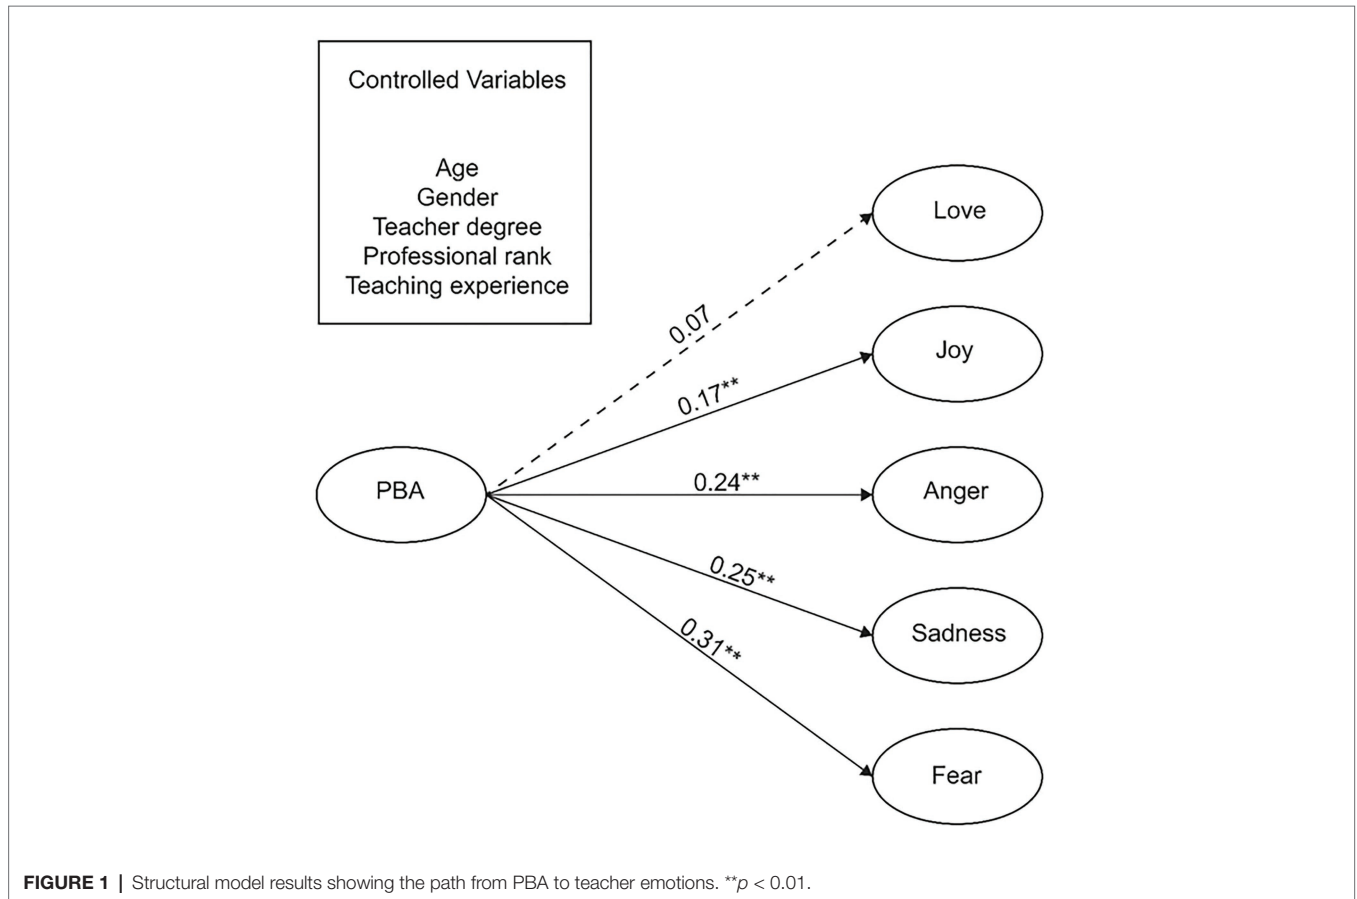 Controlled Variables
Age
Gender
Teacher degree
Professional rank
Teaching experience
Love
0.07
Joy
0.17**
PBA
0.24**
Anger
0.25**
Sadness
0.31**
Fear
FIGURE 1 | Structural model results showing the path from PBA to teacher emotions. **p < 0.01.